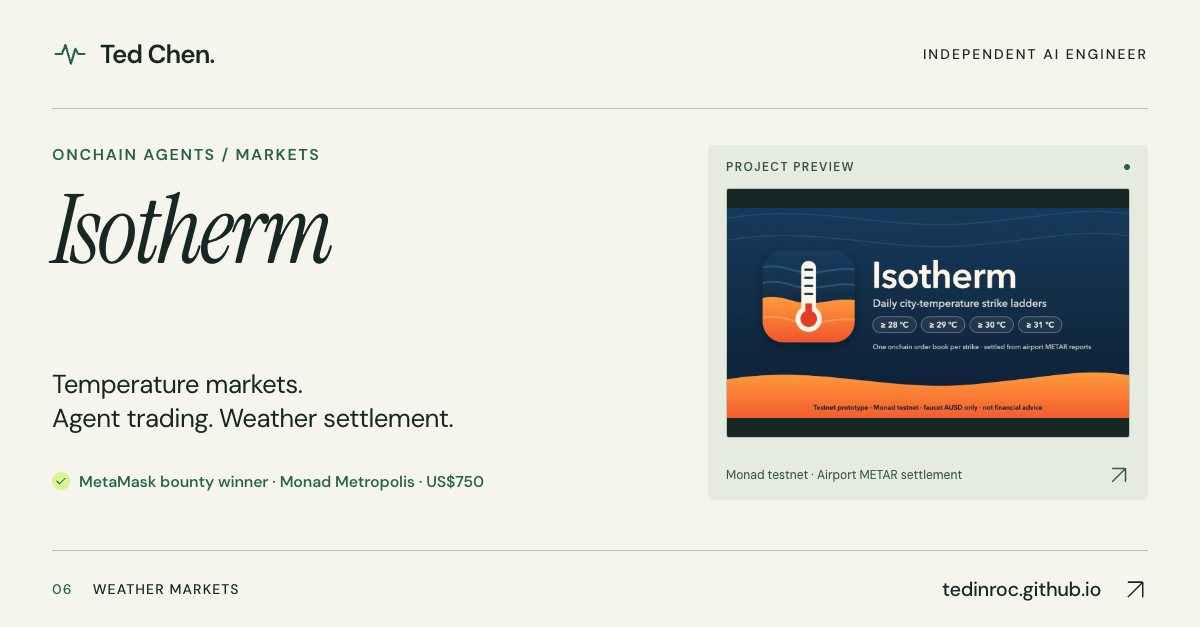 Ted Chen.
INDEPENDENT AI ENGINEER
ONCHAIN AGENTS / MARKETS
Isotherm
Temperature markets.
Agent trading. Weather settlement.
MetaMask bounty winner · Monad Metropolis · US$750
PROJECT PREVIEW
Isotherm
Daily city-temperature strike ladders
≥ 28 °C ≥ 29 °C ≥ 30 °C ≥ 31 °C
One onchain order book per strike · settled from airport METAR reports
Testnet prototype · Monad testnet · faucet AUSD only · not financial advice
Monad testnet · Airport METAR settlement
06 WEATHER MARKETS
tedinroc.github.io